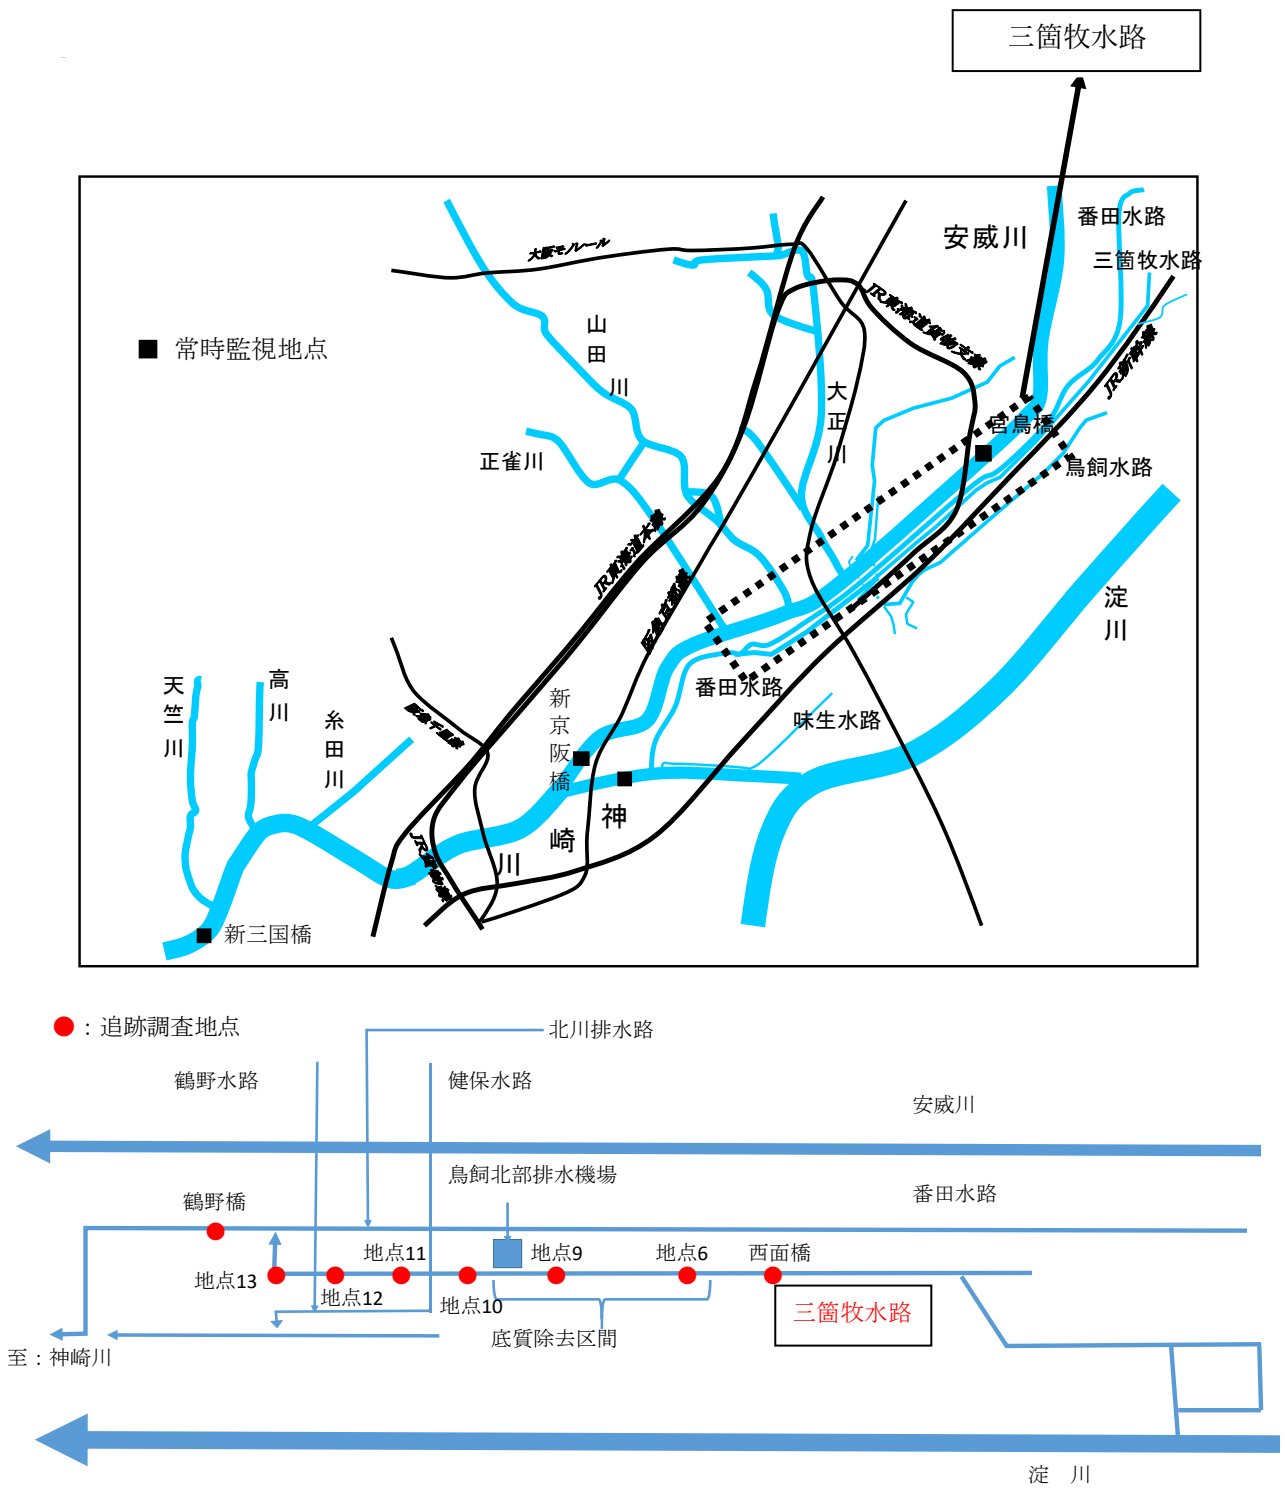 三箇牧水路
安威川
番田水路
三箇牧水路
大阪モノレール
JR東海道貨物支線
JR新幹線
山田川
■ 常時監視地点
大正川
宮鳥橋
正雀川
鳥飼水路
JR東海道本線
阪急京都線
淀川
番田水路
天竺川
高川
糸田川
阪急千里線
新京阪橋
味生水路
神崎川
JR貨物線
新三国橋
●：追跡調査地点
北川排水路
鶴野水路
健保水路
安威川
鳥飼北部排水機場
番田水路
鶴野橋
地点11
地点9
地点6
西面橋
地点13
地点12
地点10
三箇牧水路
底質除去区間
至：神崎川
淀 川